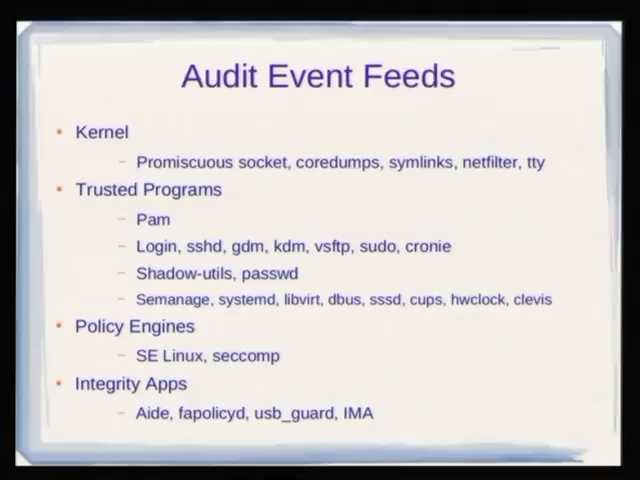 Audit Event Feeds
• Kernel
– Promiscuous socket, coredumps, symlinks, netfilter, tty
• Trusted Programs
– Pam
– Login, sshd, gdm, kdm, vsftp, sudo, cronie
– Shadow-utils, passwd
– Semanage, systemd, libvirt, dbus, sssd, cups, hwclock, clevis
• Policy Engines
– SE Linux, seccomp
• Integrity Apps
– Aide, fapolicyd, usb_guard, IMA